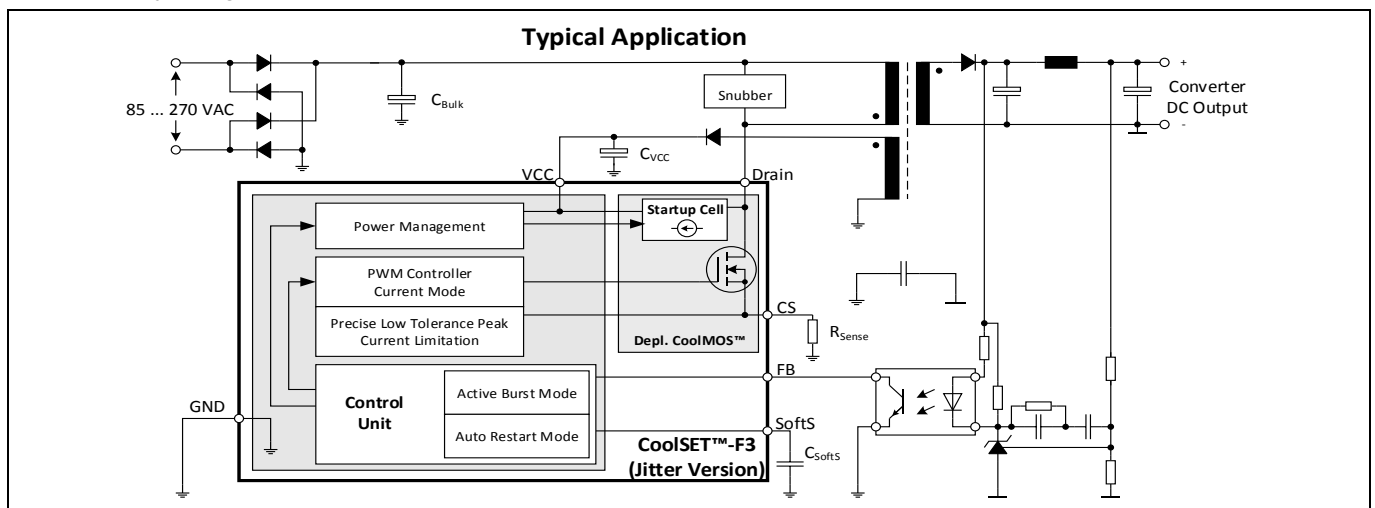 Typical Application
+
Snubber
Converter
DC Output
85 ... 270 VAC
CBulk
-
CVCC
VCC
Drain
Startup Cell
Power Management
PWM Controller
Current Mode
CS
Precise Low Tolerance Peak
Current Limitation
RSense
Depl. CoolMOS™
FB
Control
Unit
Active Burst Mode
GND
SoftS
Auto Restart Mode
CoolSET™-F3
(Jitter Version)
CSoftS